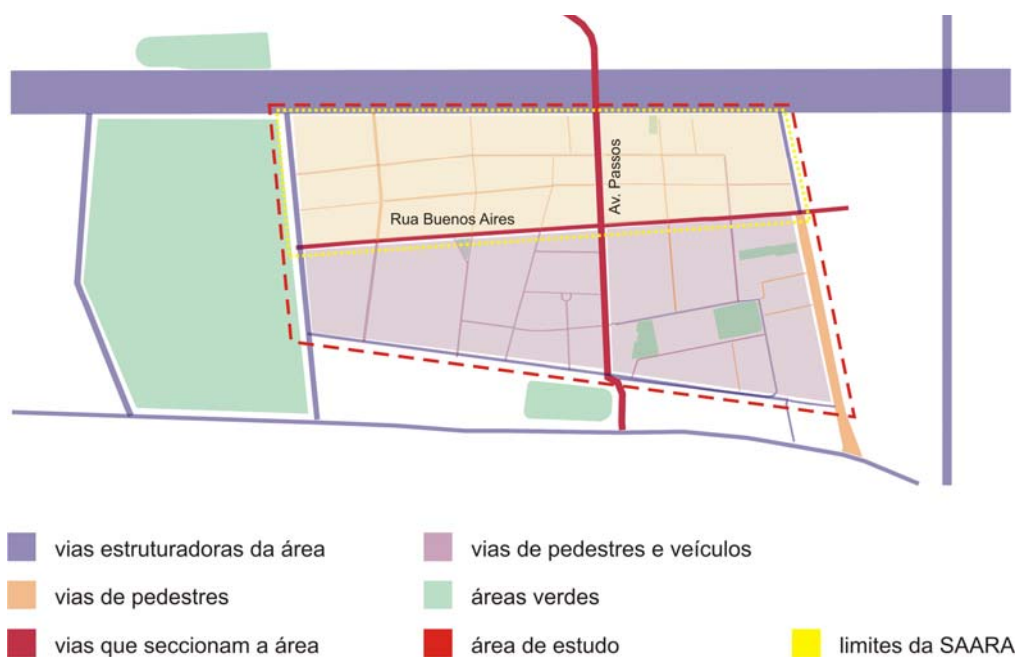 Av. Passos
Rua Buenos Aires
vias estruturadoras da área
vias de pedestres e veículos
vias de pedestres
áreas verdes
vias que seccionam a área
área de estudo
limites da SAARA